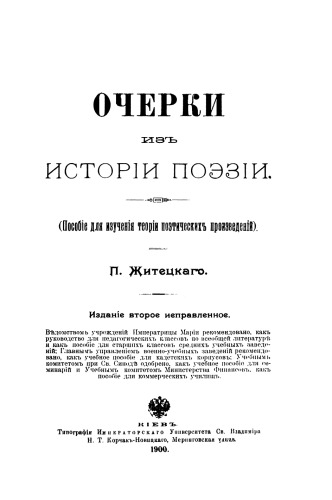 ОЧЕРКИ
ИЗЪ
ИСТОРІИ ПОЭЗІИ.
(Пособіе для изученія теоріи поэтическихъ произведеній).
П. Житецкаго.
Изданіе второе исправленное.
Вѣдомствомъ учрежденій Императрицы Маріи рекомендовано, какъ
руководство для педагогическихъ классовъ по всеобщей литературѣ
и какъ пособіе для старшихъ классовъ среднихъ учебныхъ заведе-
ній; Главнымъ управленіемъ военно-учебныхъ заведеній рекомендо-
вано, какъ учебное пособіе для кадетскихъ корпусовъ; Учебнымъ
комитетомъ при Св. Синодѣ одобрено, какъ учебное пособіе для се-
минарій и Учебнымъ комитетомъ Министерства Финансовъ, какъ
пособіе для коммерческихъ училищъ.
КІЕВЪ.
Типографія Императорскаго Университета Св. Владиміра
Н. Т. Корчакъ-Новицкаго, Меринговская улица.
1900.